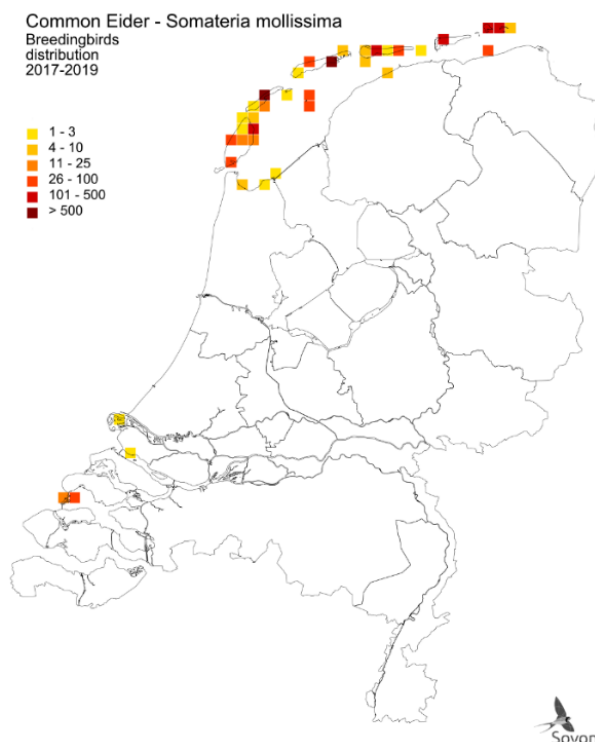 Common Eider - Somateria mollissima
Breedingbirds
distribution
2017-2019
1 - 3
4 - 10
11 - 25
26 - 100
101 - 500
> 500
Sovon